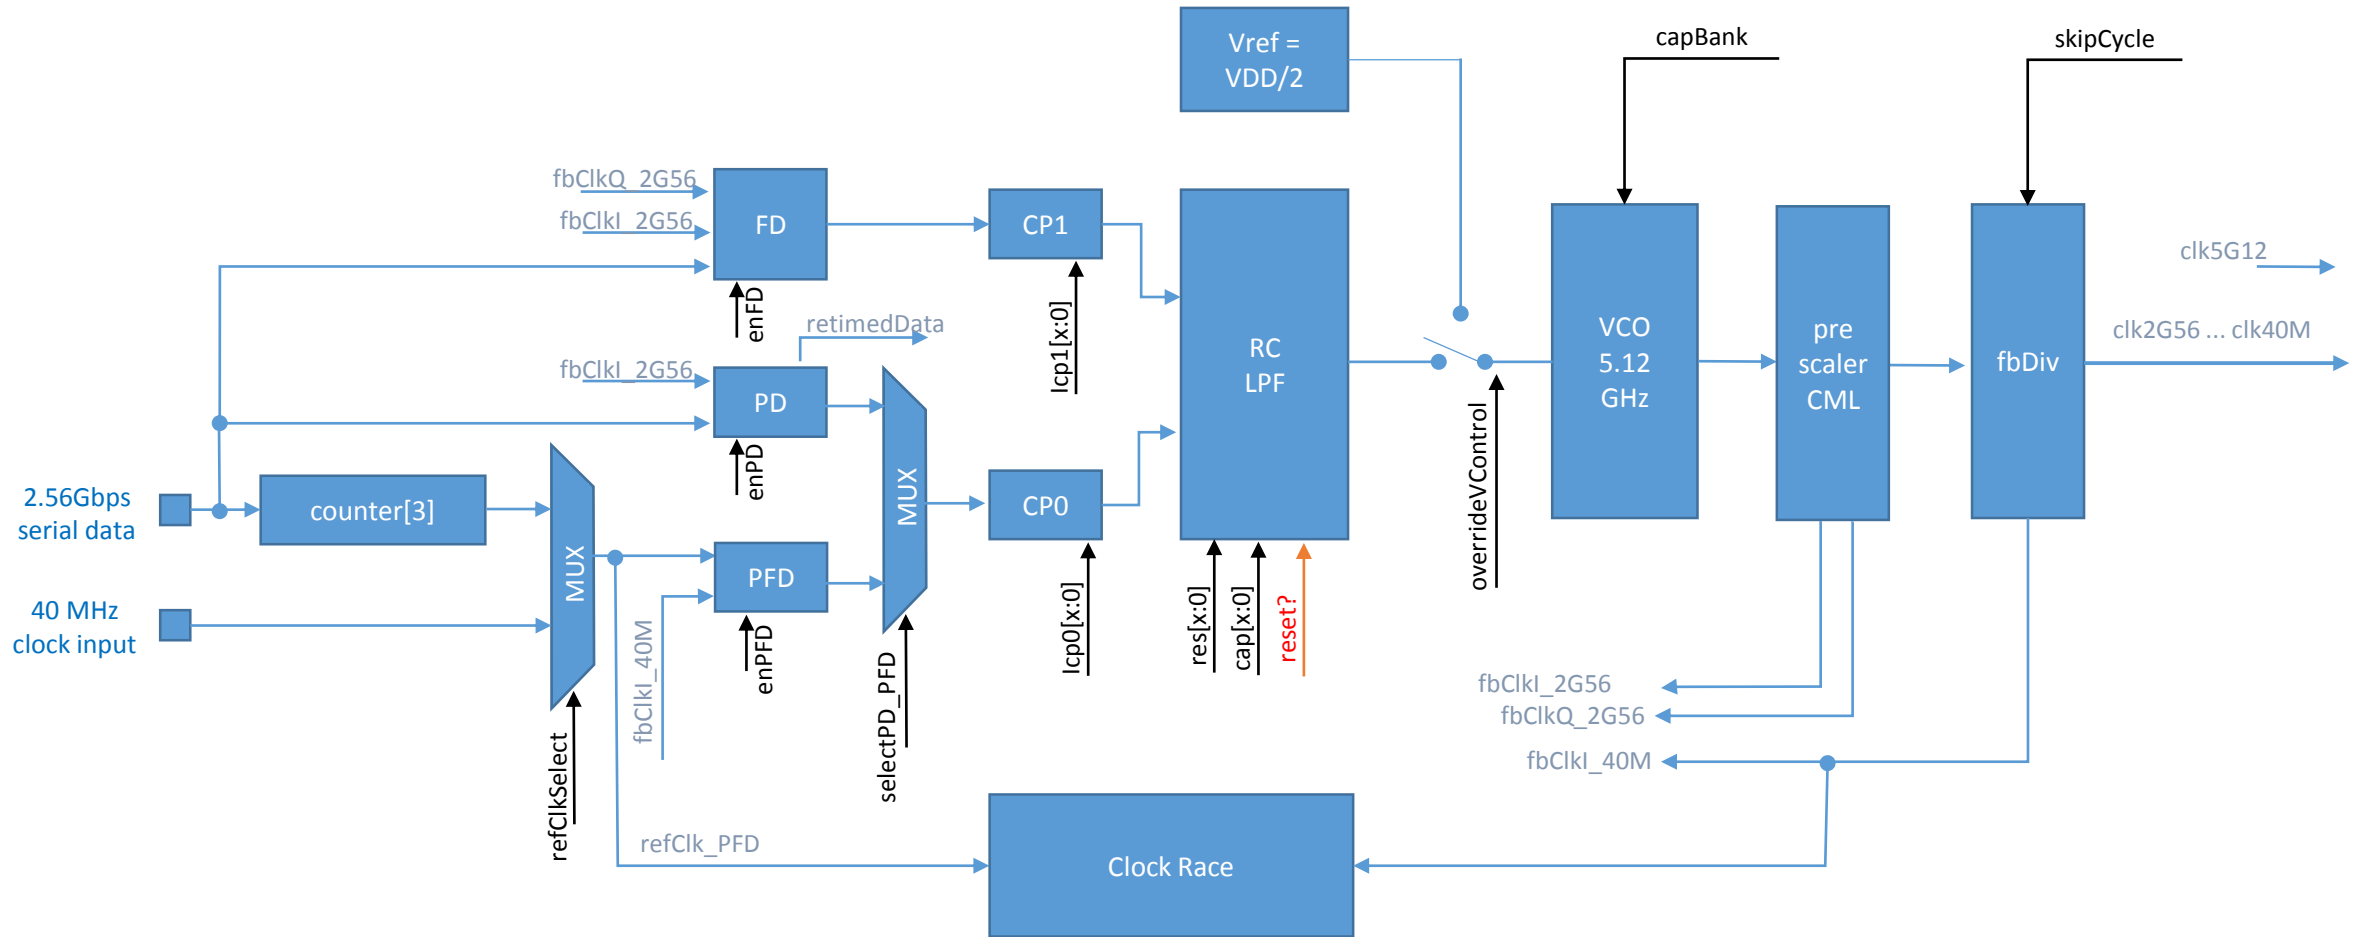 Vref =
VDD/2
capBank
skipCycle
fbClkQ_2G56
fbClkI_2G56
FD
enFD
CP1
Icp1[x:0]
retimedData
fbClkI_2G56
PD
enPD
RC
LPF
VCO
5.12
GHz
pre
scaler
CML
fbDiv
clk5G12
clk2G56 ... clk40M
2.56Gbps
serial data
counter[3]
MUX
MUX
CP0
Icp0[x:0]
40 MHz
clock input
PFD
enPFD
fbClkI_40M
refClkSelect
selectPD_PFD
res[x:0]
cap[x:0]
reset?
overrideVControl
fbClkI_2G56
fbClkQ_2G56
fbClkI_40M
refClk_PFD
Clock Race